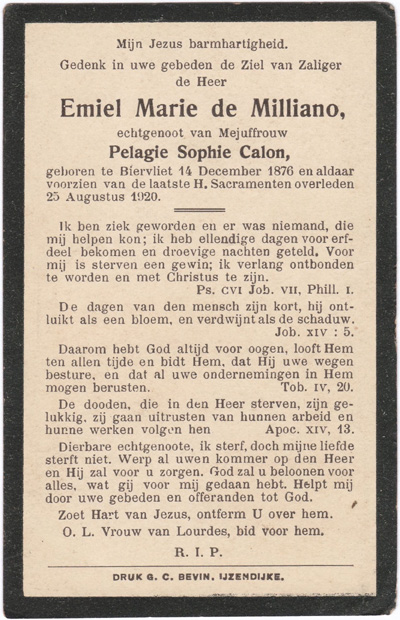 Mijn Jezus barmhartigheid.
Gedenk in uwe gebeden de Ziel van Zaliger
de Heer
Emiel Marie de Milliano,
echtgenoot van Mejuffrouw
Pelagie Sophie Calon,
geboren te Biervliet 14 December 1876 en aldaar
voorzien van de laatste H. Sacramenten overleden
25 Augustus 1920.
Ik ben ziek geworden en er was niemand, die
mij helpen kon; ik heb ellendige dagen voor erf-
deel bekomen en droevige nachten geteld. Voor
mij is sterven een gewin; ik verlang ontbonden
te worden en met Christus te zijn.
Ps. CVI Job. VII, Phill. I.
De dagen van den mensch zijn kort, hij ont-
luikt als een bloem, en verdwijnt als de schaduw.
Job. XIV : 5.
Daarom hebt God altijd voor oogen, looft Hem
ten allen tijde en bidt Hem, dat Hij uwe wegen
besture, en dat al uwe ondernemingen in Hem
mogen berusten. Tob. IV, 20.
De dooden, die in den Heer sterven, zijn ge-
lukkig. zij gaan uitrusten van hunnen arbeid en
hunne werken volgen hen Apoc. XIV, 13.
Dierbare echtgenoote, ik sterf, doch mijne liefde
sterft niet. Werp al uwen kommer op den Heer
en Hij zal voor u zorgen. God zal u beloonen voor
al wat gij voor mij gedaan hebt. Helpt mij
door uwe gebeden en offeranden tot God.
Zoet Hart van Jezus, ontferm U over hem.
O. L. Vrouw van Lourdes, bid voor hem.
R. I. P.
DRUK G. C. BEVIN. IJZENDIJKE.